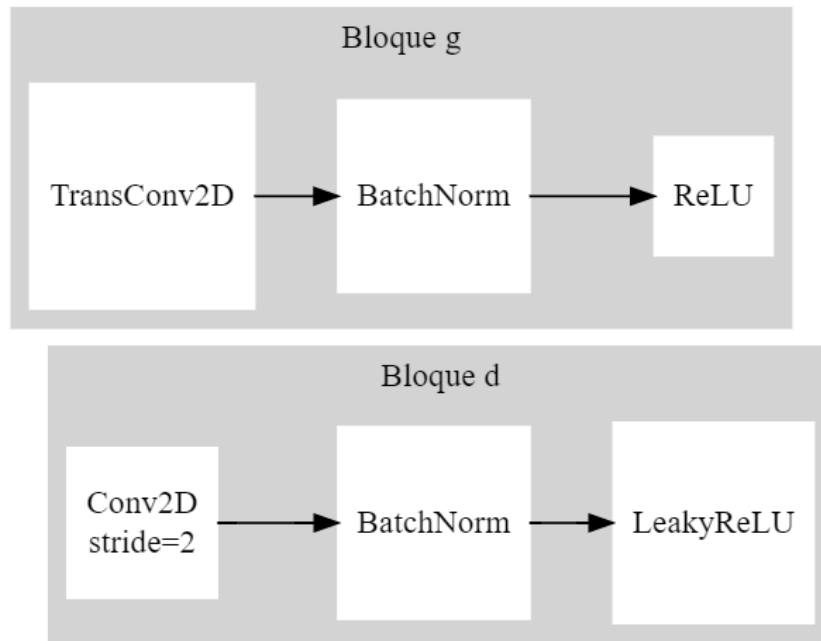 Bloque g
TransConv2D
BatchNorm
ReLU
Bloque d
Conv2D
stride=2
BatchNorm
LeakyReLU